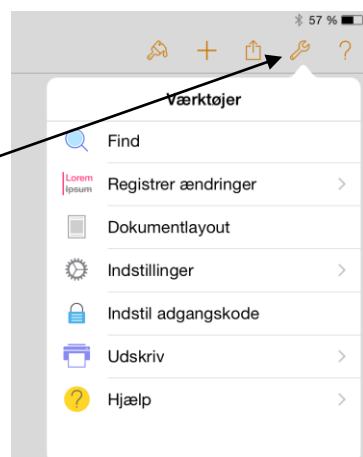 57 %
?
Værktøjer
Find
Lorem
Ipsum
Registrer ændringer
Dokumentlayout
Indstillinger
Indstil adgangskode
Udskriv
?
Hjælp